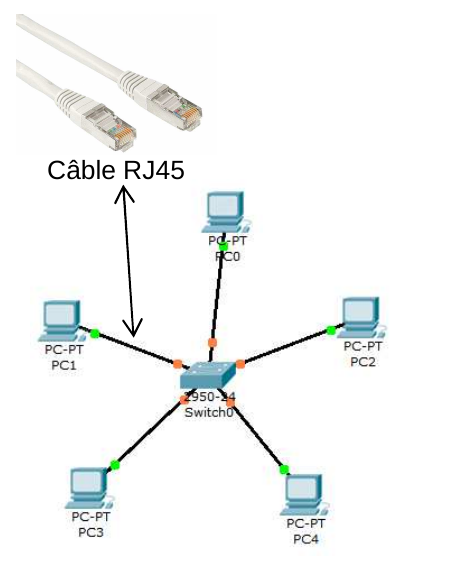 Câble RJ45
PC-PT
PC0
PC-PT
PC1
PC-PT
PC2
2950-24
Switch0
PC-PT
PC3
PC-PT
PC4